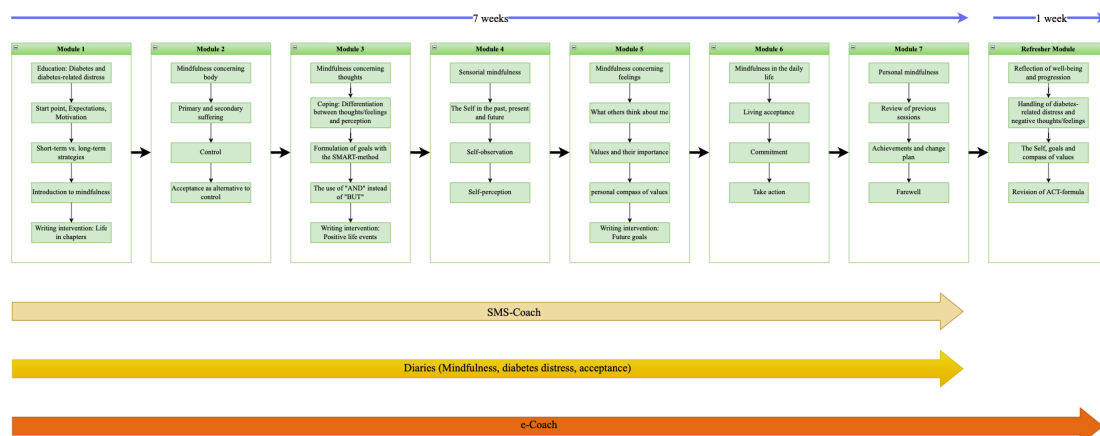 7 weeks
1 week
Module 1
Education: Diabetes and
diabetes-related distress
Start point, Expectations,
Motivation
Short-term vs. long-term
strategies
Introduction to mindfulness
Writing intervention: Life
in chapters
Module 2
Mindfulness concerning
body
Primary and secondary
suffering
Control
Acceptance as alternative to
control
Module 3
Mindfulness concerning
thoughts
Coping: Differentiation
between thoughts/feelings
and perception
Formulation of goals with
the SMART-method
The use of "AND" instead
of "BUT"
Writing intervention:
Positive life events
Module 4
Sensorial mindfulness
The Self in the past, present
and future
Self-observation
Self-perception
Module 5
Mindfulness concerning
feelings
What others think about me
Values and their importance
personal compass of values
Writing intervention:
Future goals
Module 6
Mindfulness in the daily
life
Living acceptance
Commitment
Take action
Module 7
Personal mindfulness
Review of previous
sessions
Achievements and change
plan
Farewell
Refresher Module
Reflection of well-being and
progression
Handling of diabetes-
related distress and
negative thoughts/feelings
The Self, goals and
compass of values
Revision of ACT-formula
SMS-Coach
Diaries (Mindfulness, diabetes distress, acceptance)
e-Coach